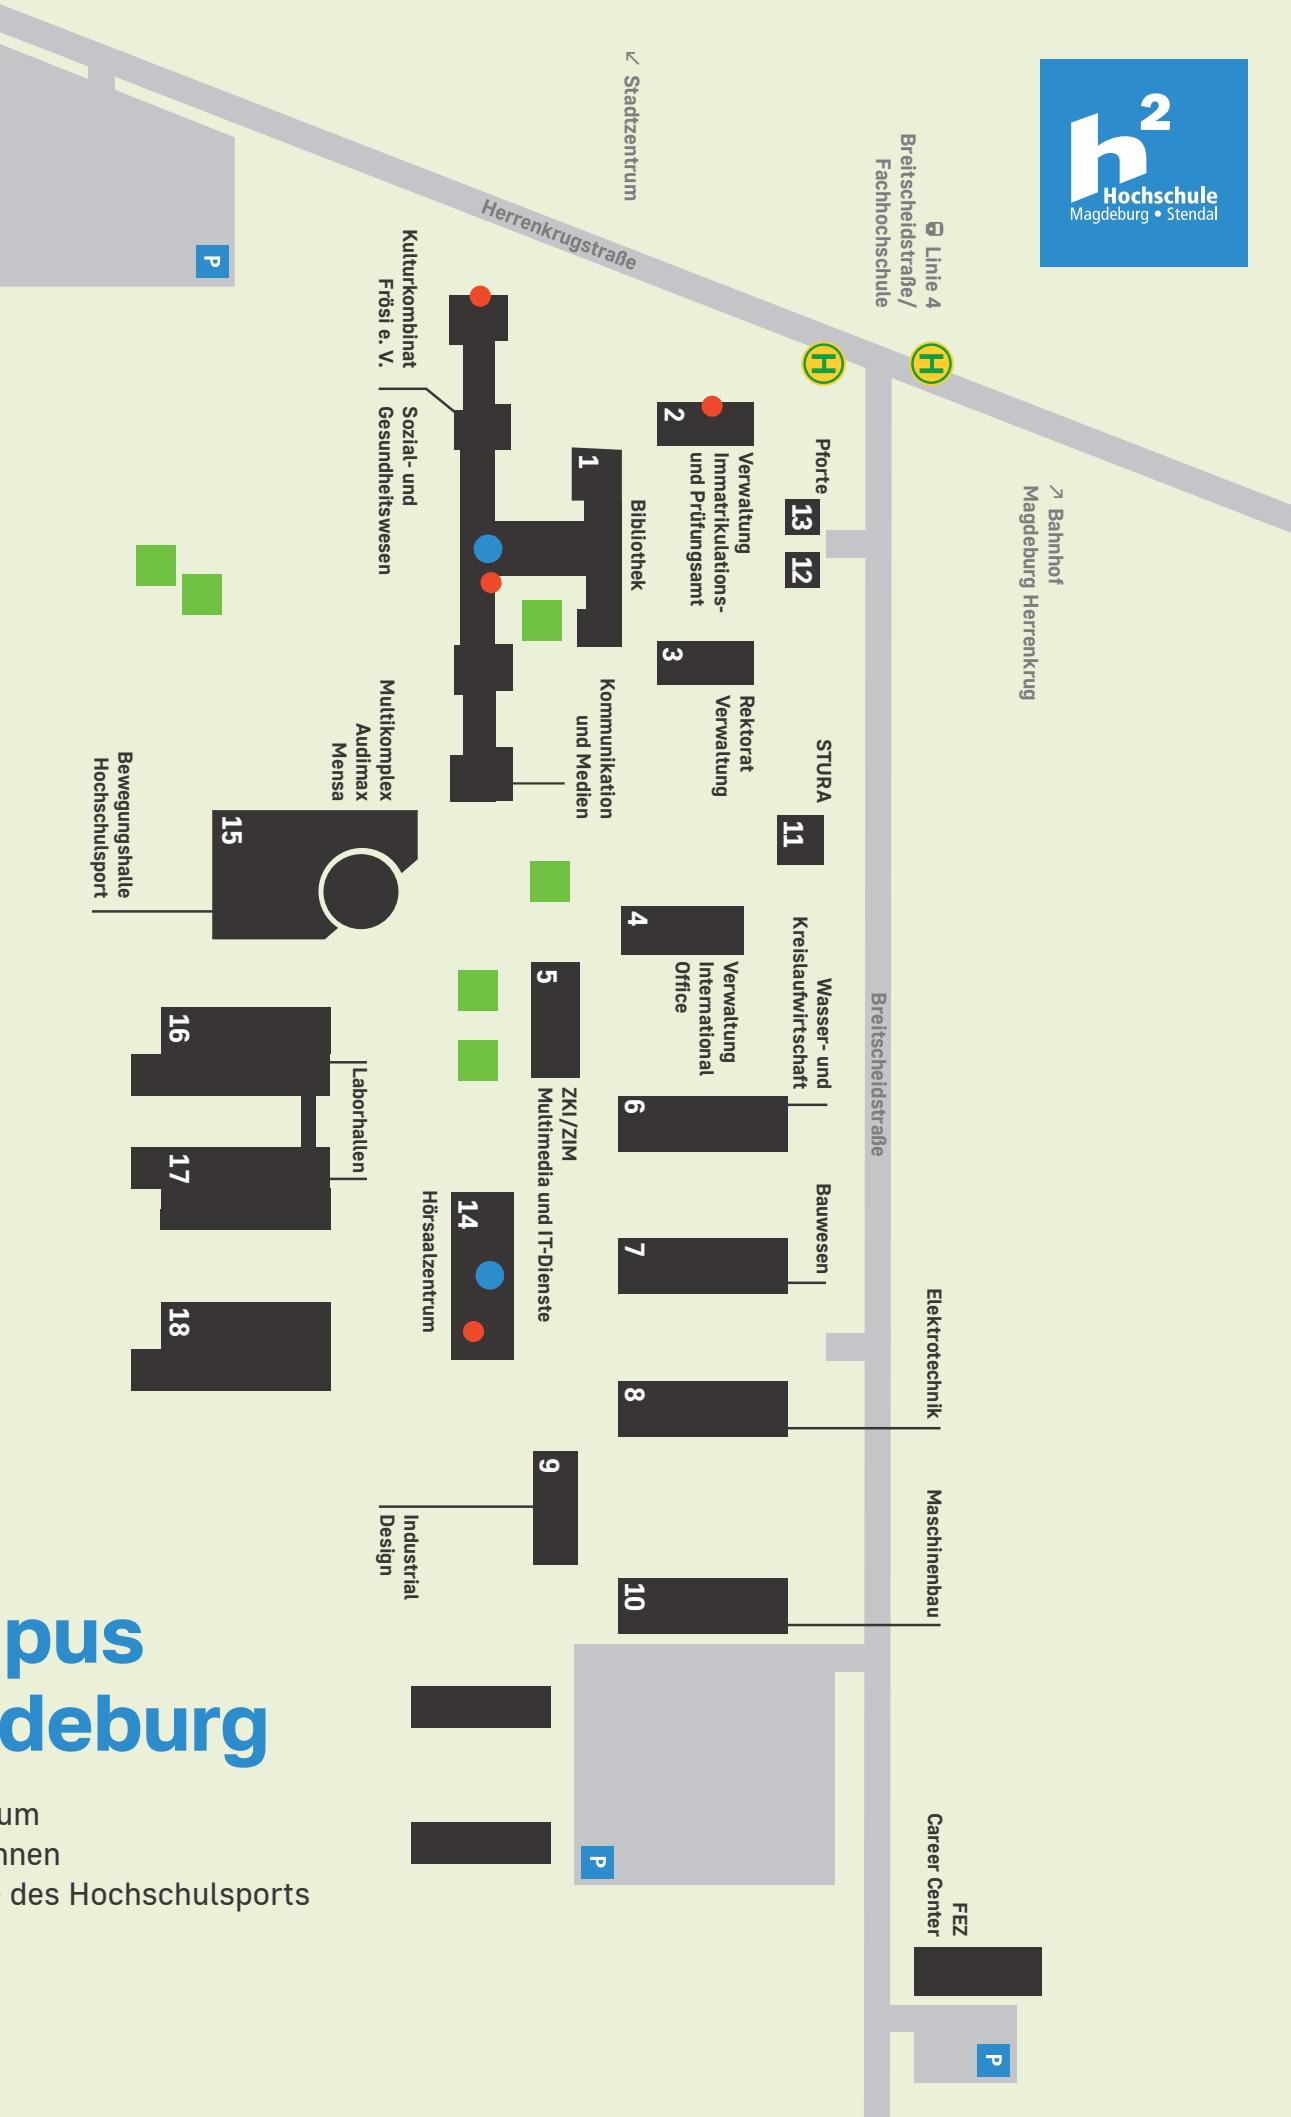 h2
Hochschule
Magdeburg • Stendal
↙ Stadtzentrum
Herrenkrugstraße
Linie 4
Breitscheidstraße/
Fachhochschule
H
H
↗ Bahnhof
Magdeburg Herrenkrug
P
Kulturkombinat
Frösi e. V.
Sozial- und
Gesundheitswesen
1
Bibliothek
2
Verwaltung
Immatrikulations-
und Prüfungsamt
Pforte
13
12
3
Rektorat
Verwaltung
STURA
11
Kommunikation
und Medien
Multikomplex
Audimax
Mensa
15
Bewegungshalle
Hochschulsport
4
Verwaltung
International
Office
5
ZKI/ZIM
Multimedia und IT-Dienste
Wasser- und
Kreislaufwirtschaft
6
Breitscheidstraße
16
Laborhallen
17
18
14
Hörsaalzentrum
Bauwesen
7
Elektrotechnik
8
9
Industrial
Design
Maschinenbau
10
P
FEZ
Career Center
P
pus
deburg
um
nnen
des Hochschulsports